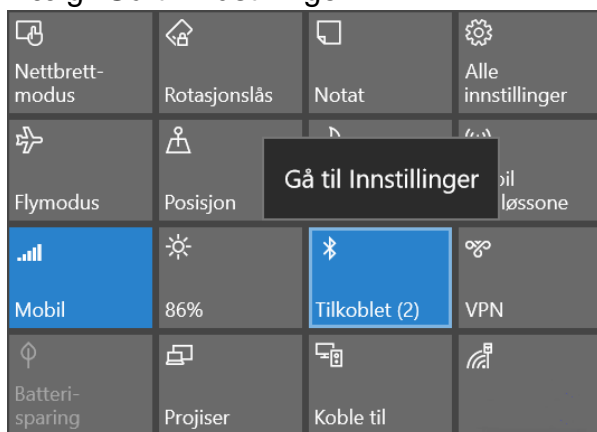 Nettbrett-
modus
Rotasjonslås
Notat
Alle
innstillinger
Flymodus
Posisjon
Gå til Innstillinger
Mobil
86%
Tilkoblet (2)
VPN
Batteri-
sparing
Projiser
Koble til